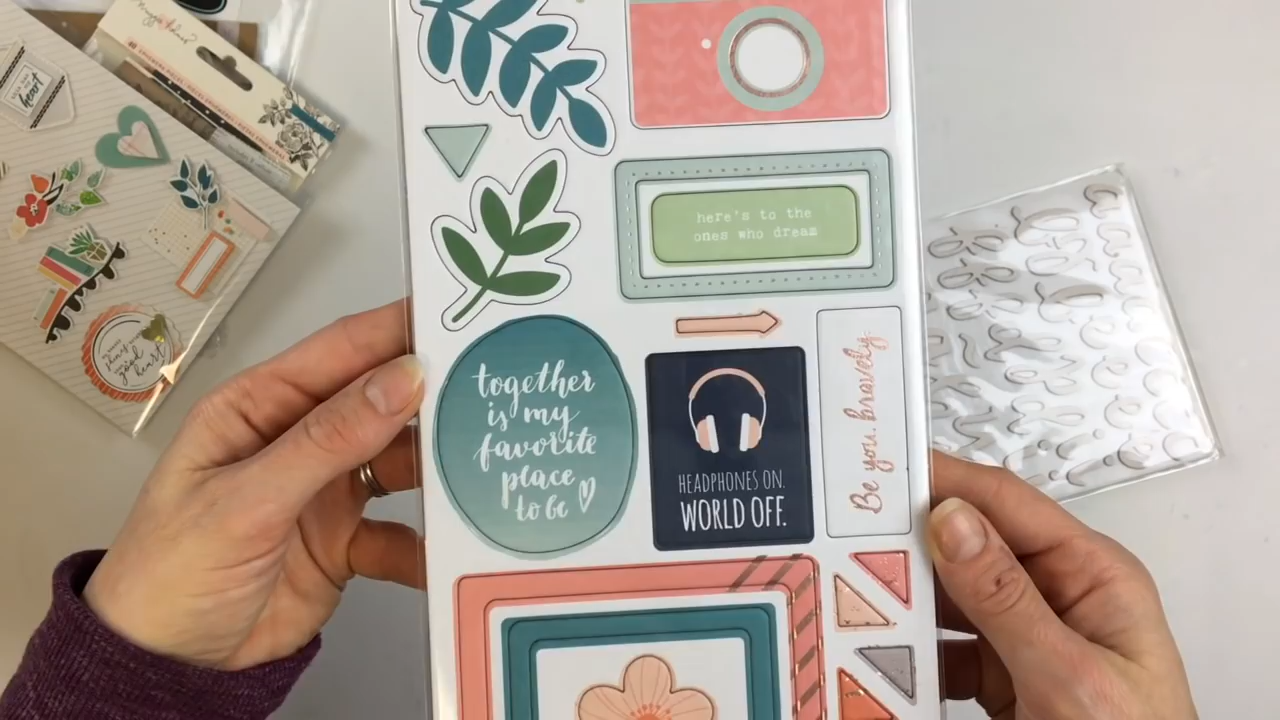 here's to the
ones who dream
together
is my
favorite
place
to be
HEADPHONES ON.
WORLD OFF.
Be you. bravely.
heart